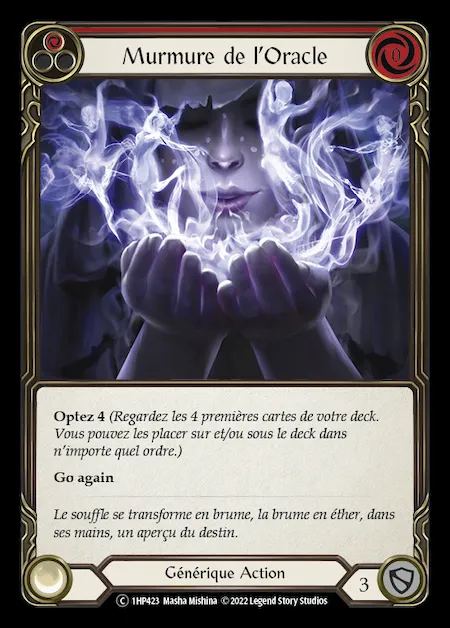 Murmure de l'Oracle
0
Optez 4 (Regardez les 4 premières cartes de votre deck.
Vous pouvez les placer sur et/ou sous le deck dans
n'importe quel ordre.)
Go again
Le souffle se transforme en brume, la brume en éther, dans
ses mains, un aperçu du destin.
Générique Action
3
C 1HP423 Masha Mishina © 2022 Legend Story Studios